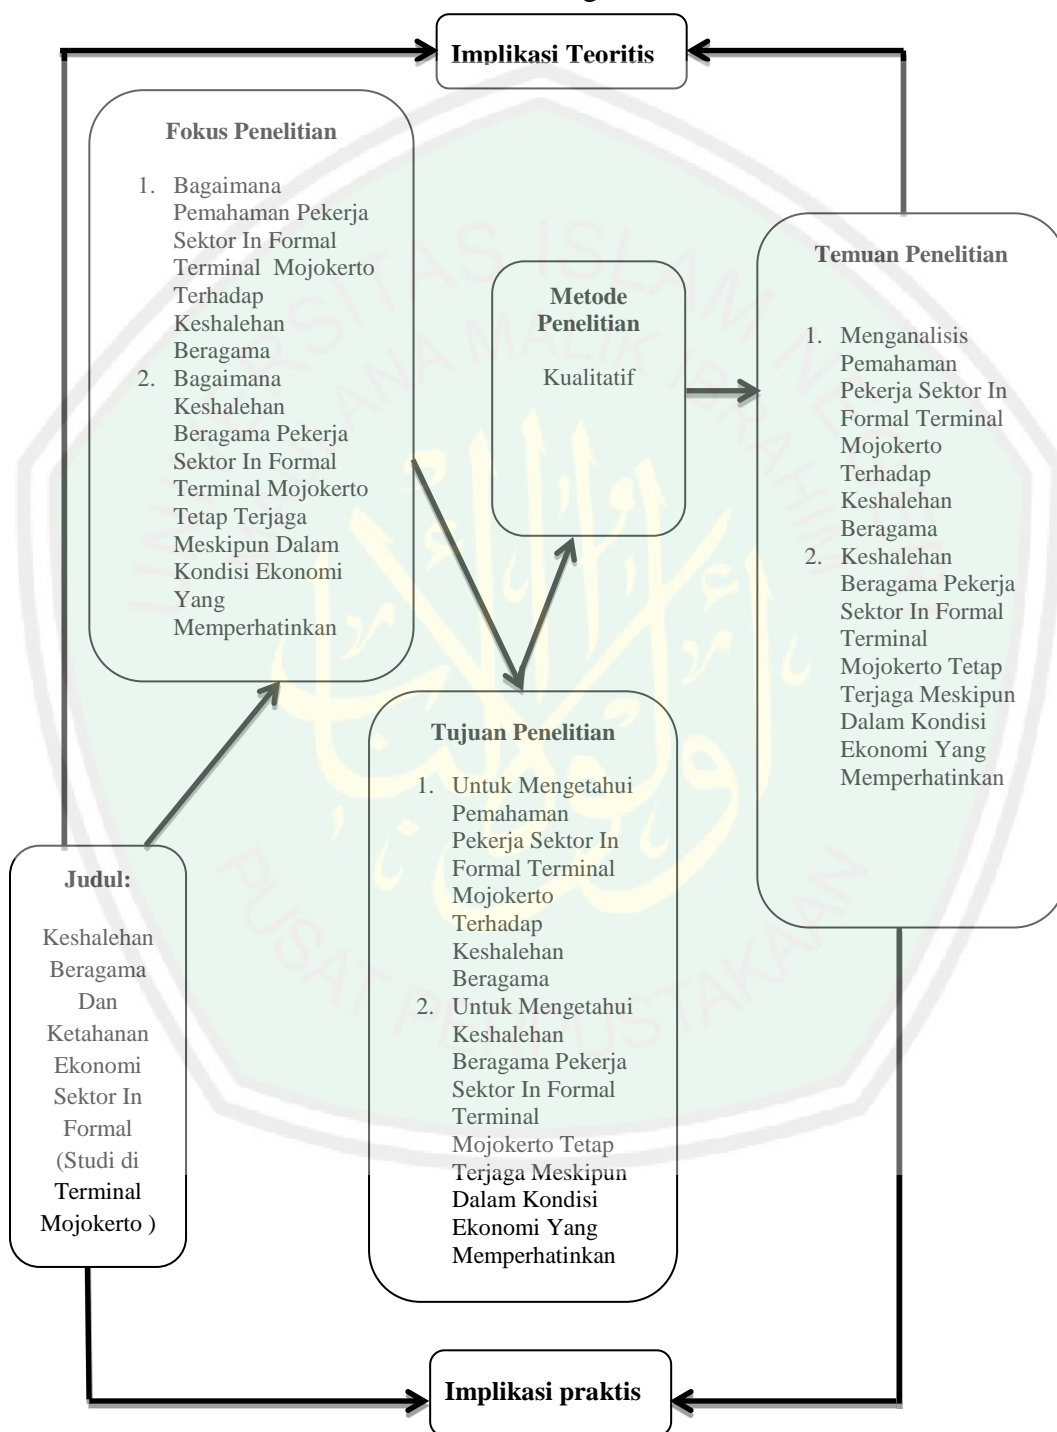 Implikasi Teoritis
Fokus Penelitian
1. Bagaimana
Pemahaman Pekerja
Sektor In Formal
Terminal Mojokerto
Terhadap
Keshalehan
Beragama
2. Bagaimana
Keshalehan
Beragama Pekerja
Sektor In Formal
Terminal Mojokerto
Tetap Terjaga
Meskipun Dalam
Kondisi Ekonomi
Yang
Memperhatinkan
Metode
Penelitian
Kualitatif
Temuan Penelitian
1. Menganalisis
Pemahaman
Pekerja Sektor In
Formal Terminal
Mojokerto
Terhadap
Keshalehan
Beragama
2. Keshalehan
Beragama Pekerja
Sektor In Formal
Terminal
Mojokerto Tetap
Terjaga Meskipun
Dalam Kondisi
Ekonomi Yang
Memperhatinkan
Tujuan Penelitian
1. Untuk Mengetahui
Pemahaman
Pekerja Sektor In
Formal Terminal
Mojokerto
Terhadap
Keshalehan
Beragama
2. Untuk Mengetahui
Keshalehan
Beragama Pekerja
Sektor In Formal
Terminal
Mojokerto Tetap
Terjaga Meskipun
Dalam Kondisi
Ekonomi Yang
Memperhatinkan
Judul:
Keshalehan
Beragama
Dan
Ketahanan
Ekonomi
Sektor In
Formal
(Studi di
Terminal
Mojokerto )
Implikasi praktis
PUSAT PERPUSTAKAAN